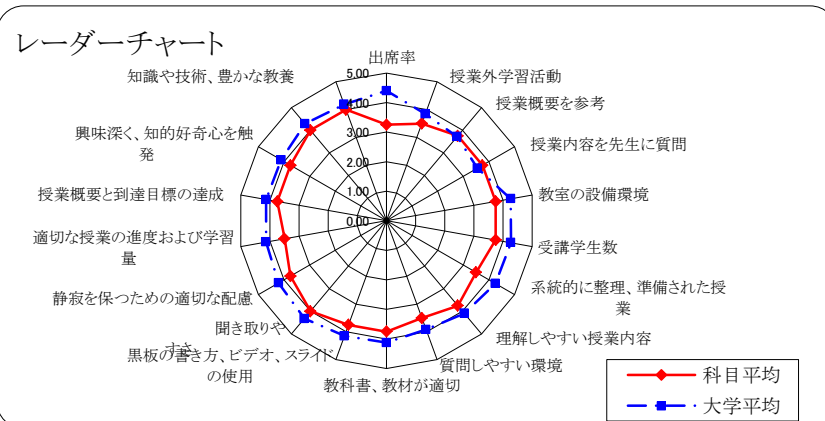 レーダーチャート
出席率
授業外学習活動
授業概要を参考
授業内容を先生に質問
教室の設備環境
受講学生数
系統的に整理、準備された授
業
理解しやすい授業内容
質問しやすい環境
教科書、教材が適切
黒板の書き方、ビデオ、スライド
の使用
聞き取りや
すさ
静寂を保つための適切な配慮
適切な授業の進度および学習
量
授業概要と到達目標の達成
興味深く、知的好奇心を触
発
知識や技術、豊かな教養
5.00
4.00
3.00
2.00
1.00
0.00
科目平均
大学平均